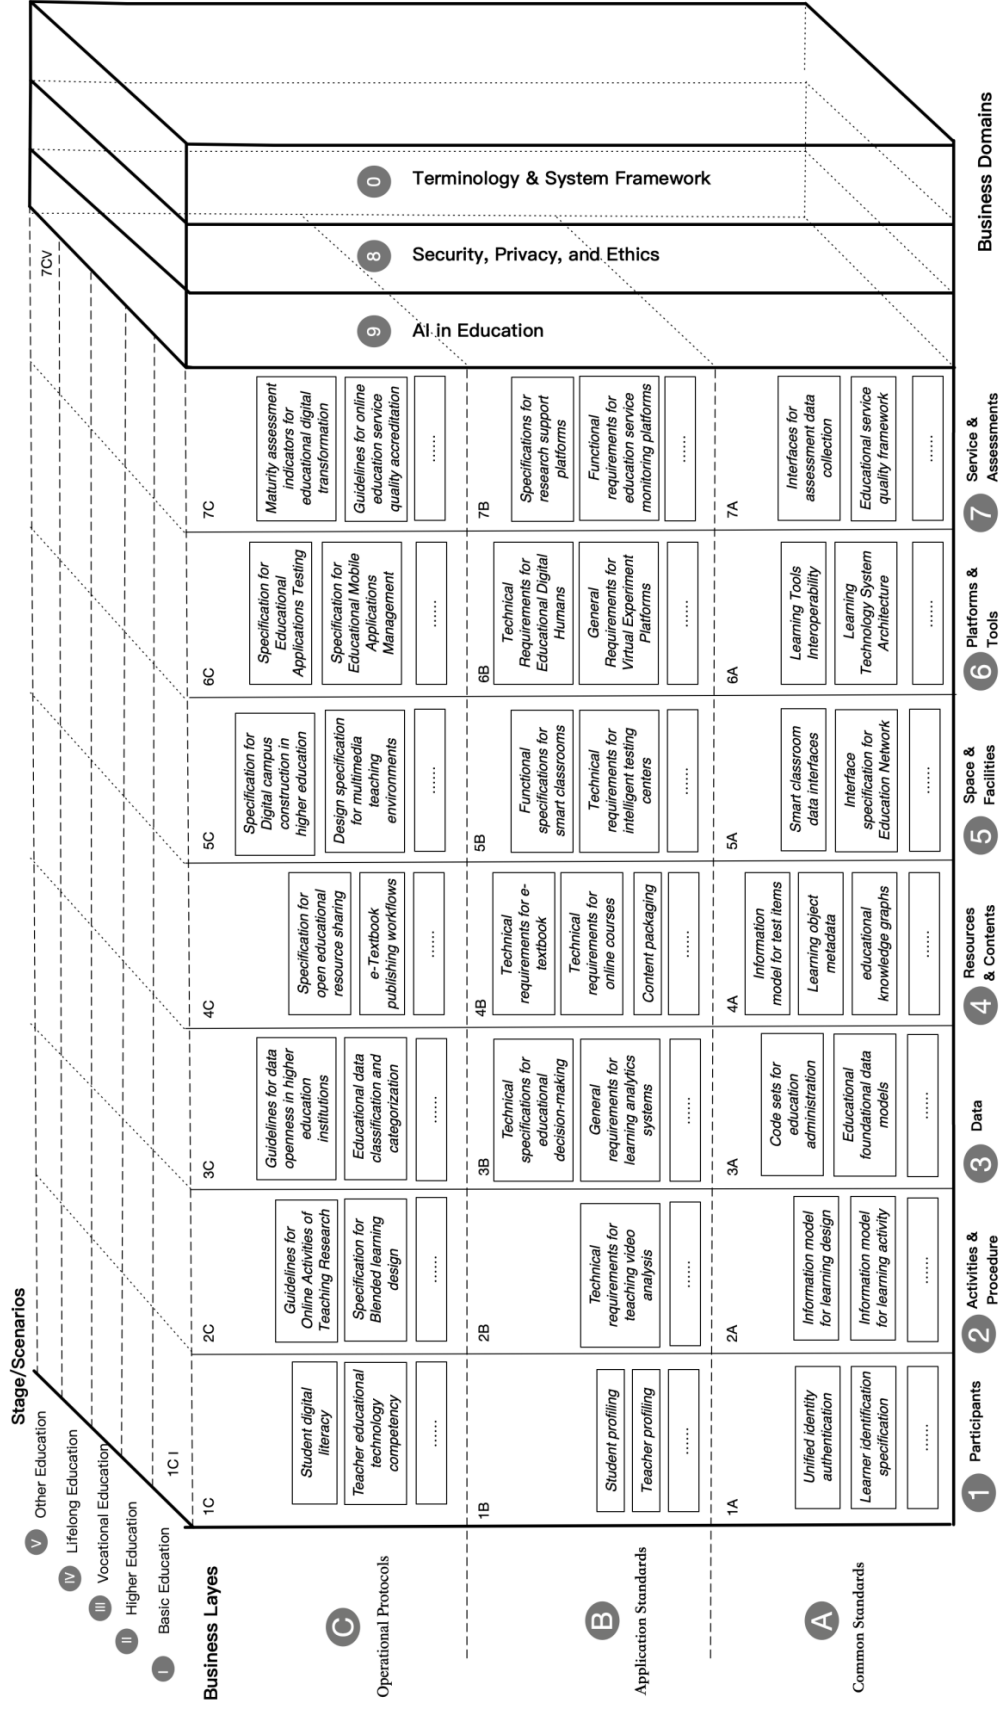 Stage/Scenarios
V Other Education
IV Lifelong Education
III Vocational Education
II Higher Education
I Basic Education
1C I
7CV
Business Layes
C
Operational Protocols
1C
Student digital
literacy
Teacher educational
technology
competency
......
2C
Guidelines for
Online Activities of
Teaching Research
Specification for
Blended learning
design
......
3C
Guidelines for data
openness in higher
education
institutions
Educational data
classification and
categorization
......
4C
Specification for
open educational
resource sharing
e-Textbook
publishing workflows
......
5C
Specification for
Digital campus
construction in
higher education
Design specification
for multimedia
teaching
environments
......
6C
Specification for
Educational
Applications Testing
Specification for
Educational Mobile
Applications
Management
......
7C
Maturity assessment
indicators for
educational digital
transformation
Guidelines for online
education service
quality accreditation
......
B
Application Standards
1B
Student profiling
Teacher profiling
......
2B
Technical
requirements for
teaching video
analysis
......
3B
Technical
specifications for
educational
decision-making
General
requirements for
learning analytics
systems
......
4B
Technical
requirements for e-
textbook
Technical
requirements for
online courses
Content packaging
......
5B
Functional
specifications for
smart classrooms
Technical
requirements for
intelligent testing
centers
......
6B
Technical
Requirements for
Educational Digital
Humans
General
Requirements for
Virtual Experiment
Platforms
......
7B
Specifications for
research support
platforms
Functional
requirements for
education service
monitoring platforms
......
A
Common Standards
1A
Unified identity
authentication
Learner identification
specification
......
2A
Information model
for learning design
Information model
for learning activity
......
3A
Code sets for
education
administration
Educational
foundational data
models
......
4A
Information
model for test items
Learning object
metadata
educational
knowledge graphs
......
5A
Smart classroom
data interfaces
Interface
specification for
Education Network
......
6A
Learning Tools
Interoperability
Learning
Technology System
Architecture
......
7A
Interfaces for
assessment data
collection
Educational service
quality framework
......
9 AI in Education
8 Security, Privacy, and Ethics
0 Terminology & System Framework
1 Participants
2 Activities &
Procedure
3 Data
4 Resources
& Contents
5 Space &
Facilities
6 Platforms &
Tools
7 Service &
Assessments
Business Domains